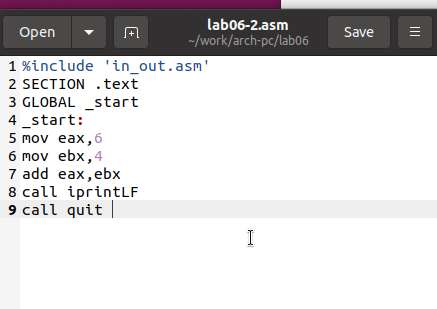 lab06-2.asm
Open
~/work/arch-pc/lab06
Save
1 %include 'in_out.asm'
2 SECTION .text
3 GLOBAL _start
4 _start:
5 mov eax,6
6 mov ebx,4
7 add eax,ebx
8 call iprintLF
9 call quit